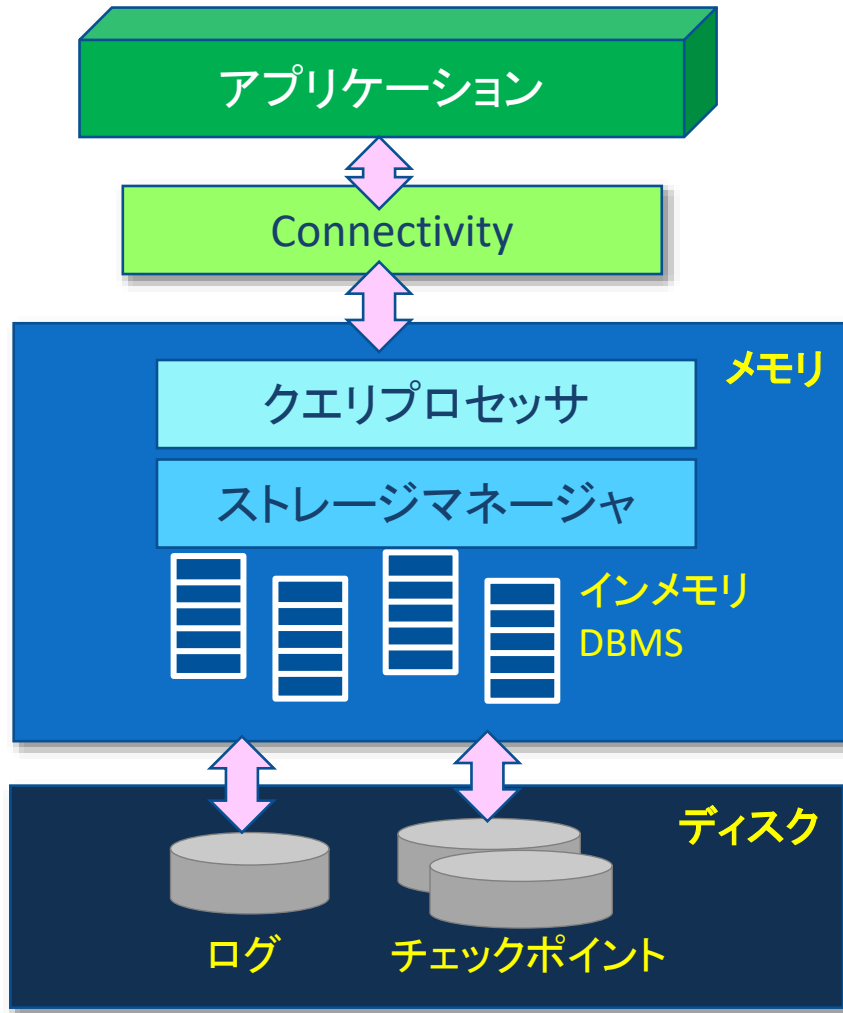 アプリケーション
Connectivity
メモリ
クエリプロセッサ
ストレージマネージャ
インメモリ
DBMS
ディスク
ログ
チェックポイント